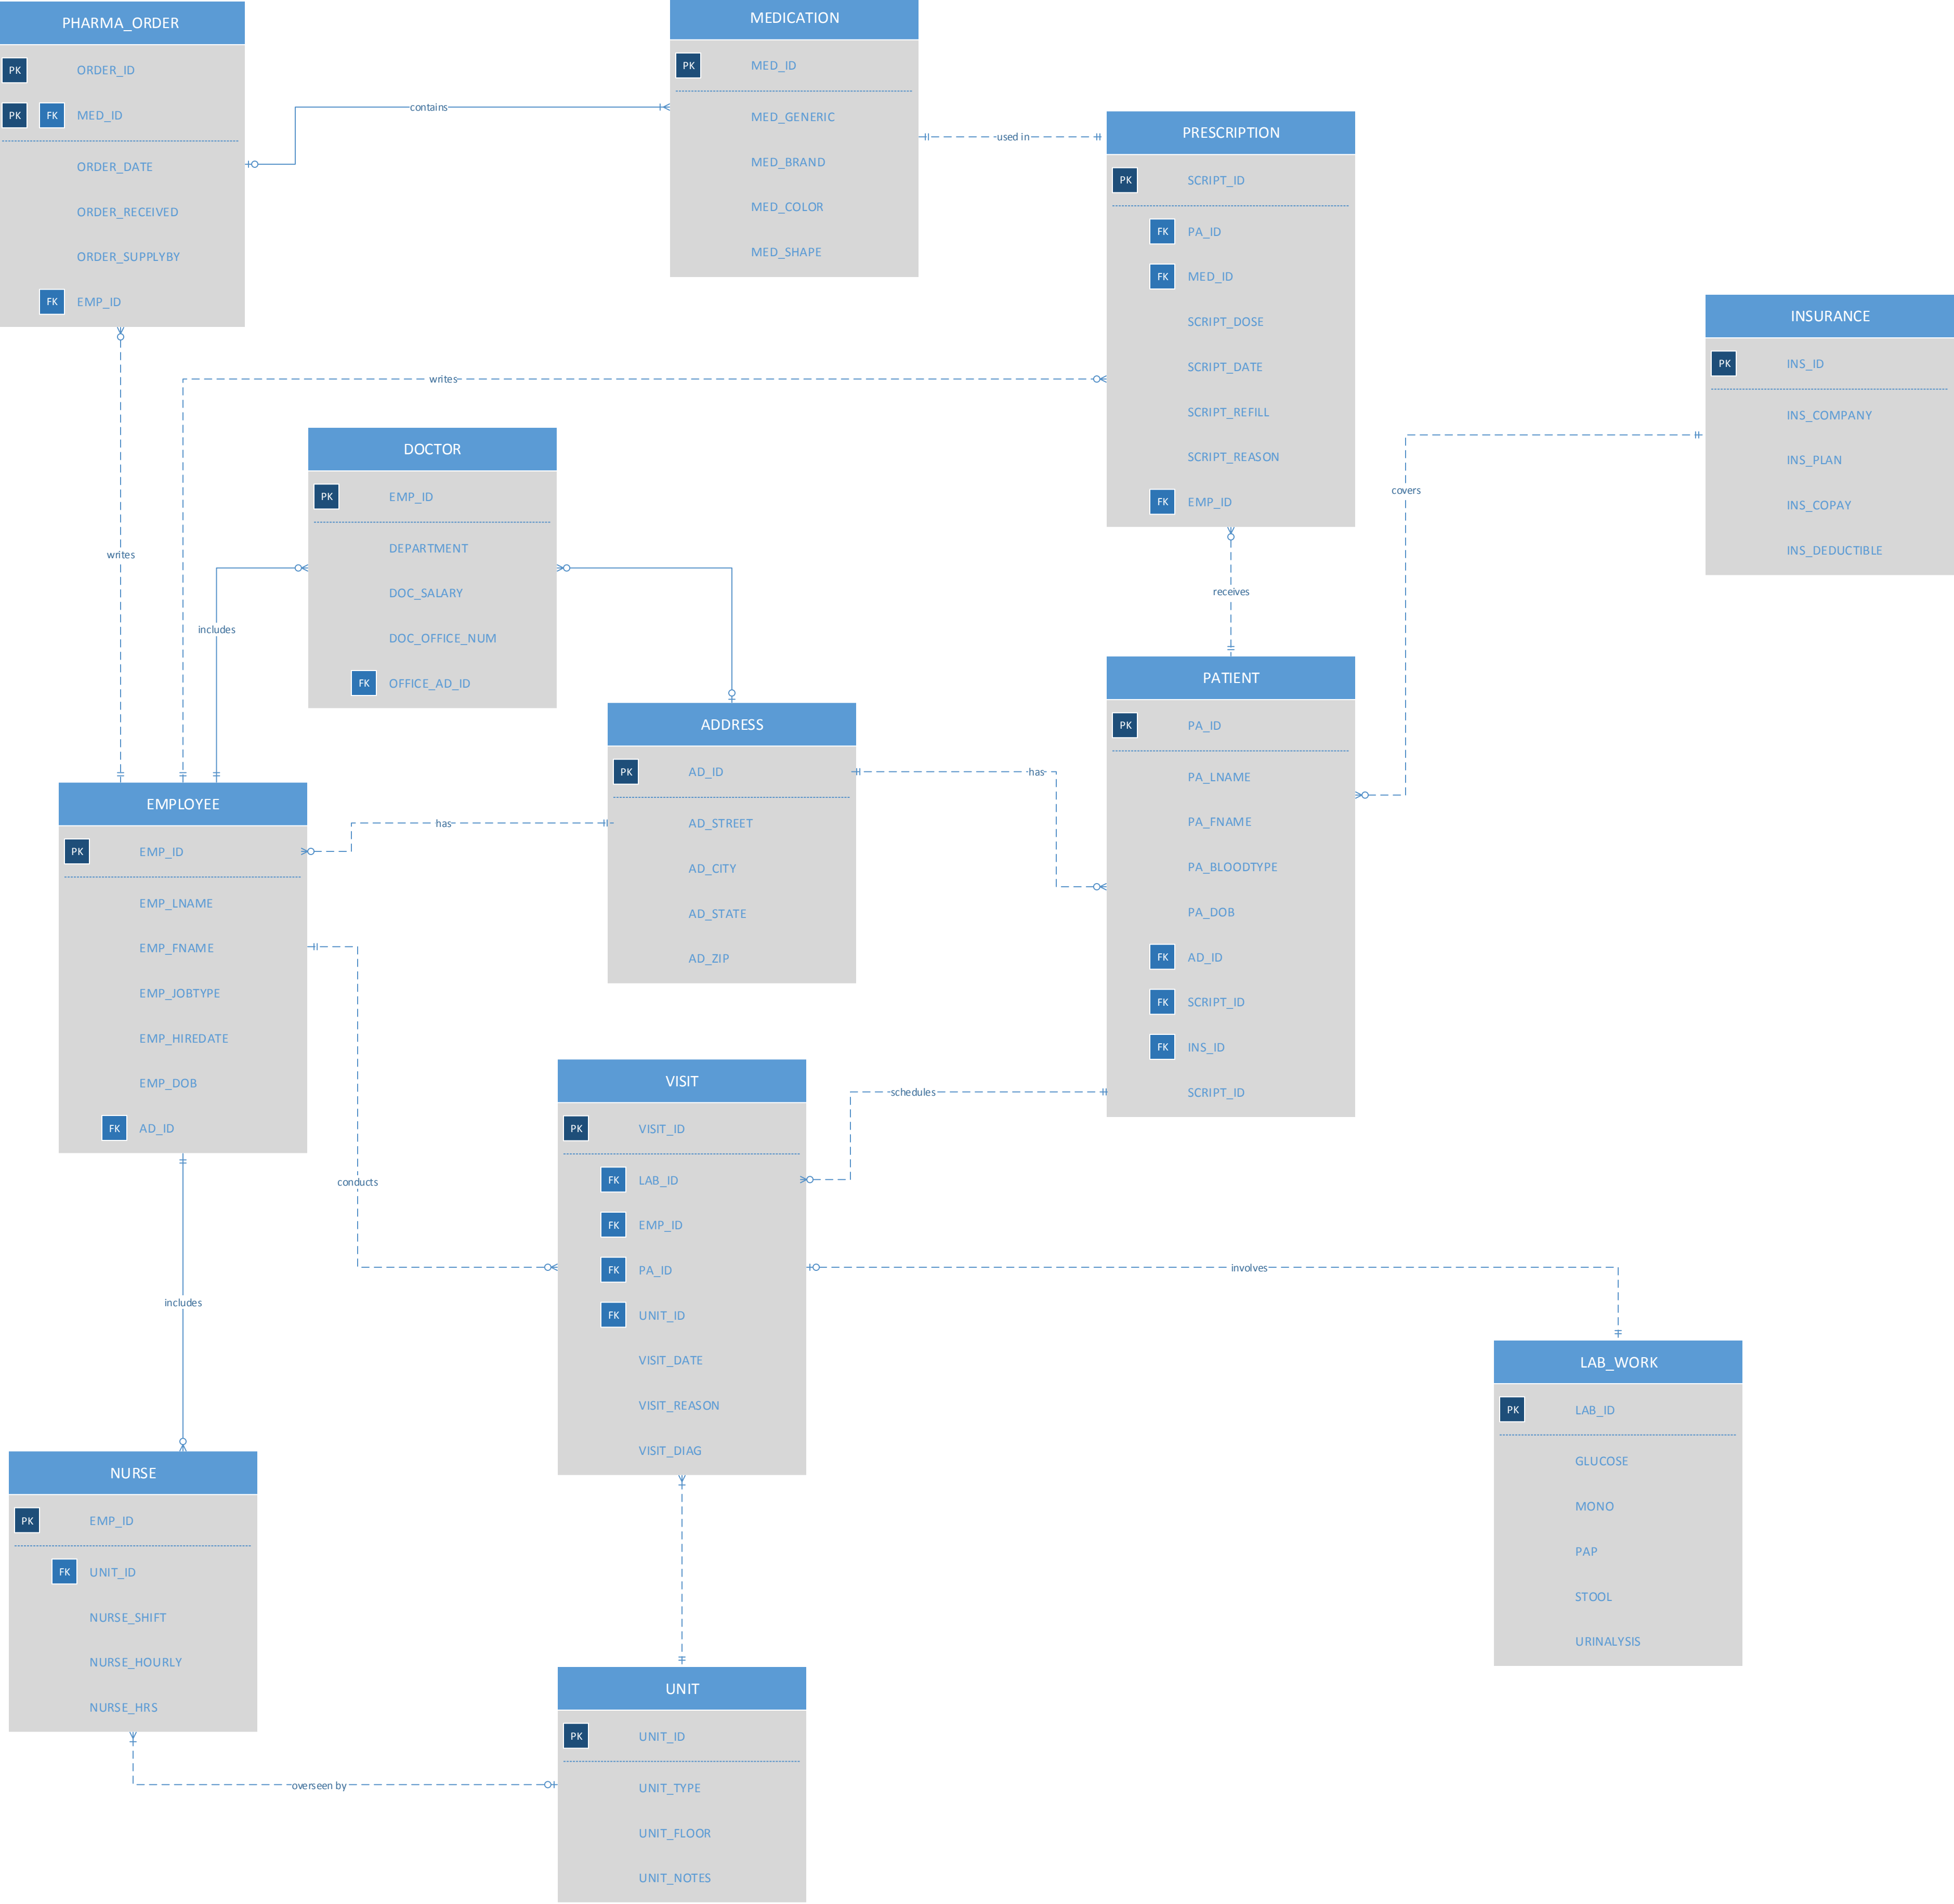 PHARMA_ORDER
PK ORDER_ID
PK FK MED_ID
ORDER_DATE
ORDER_RECEIVED
ORDER_SUPPLYBY
FK EMP_ID
contains
MEDICATION
PK MED_ID
MED_GENERIC
MED_BRAND
MED_COLOR
MED_SHAPE
used in
PRESCRIPTION
PK SCRIPT_ID
FK PA_ID
FK MED_ID
SCRIPT_DOSE
SCRIPT_DATE
SCRIPT_REFILL
SCRIPT_REASON
FK EMP_ID
INSURANCE
PK INS_ID
INS_COMPANY
INS_PLAN
INS_COPAY
INS_DEDUCTIBLE
writes
covers
writes
DOCTOR
PK EMP_ID
DEPARTMENT
DOC_SALARY
DOC_OFFICE_NUM
FK OFFICE_AD_ID
includes
receives
ADDRESS
PK AD_ID
AD_STREET
AD_CITY
AD_STATE
AD_ZIP
has
has
PATIENT
PK PA_ID
PA_LNAME
PA_FNAME
PA_BLOODTYPE
PA_DOB
FK AD_ID
FK SCRIPT_ID
FK INS_ID
SCRIPT_ID
EMPLOYEE
PK EMP_ID
EMP_LNAME
EMP_FNAME
EMP_JOBTYPE
EMP_HIREDATE
EMP_DOB
FK AD_ID
conducts
schedules
VISIT
PK VISIT_ID
FK LAB_ID
FK EMP_ID
FK PA_ID
FK UNIT_ID
VISIT_DATE
VISIT_REASON
VISIT_DIAG
involves
includes
LAB_WORK
PK LAB_ID
GLUCOSE
MONO
PAP
STOOL
URINALYSIS
NURSE
PK EMP_ID
FK UNIT_ID
NURSE_SHIFT
NURSE_HOURLY
NURSE_HRS
overseen by
UNIT
PK UNIT_ID
UNIT_TYPE
UNIT_FLOOR
UNIT_NOTES